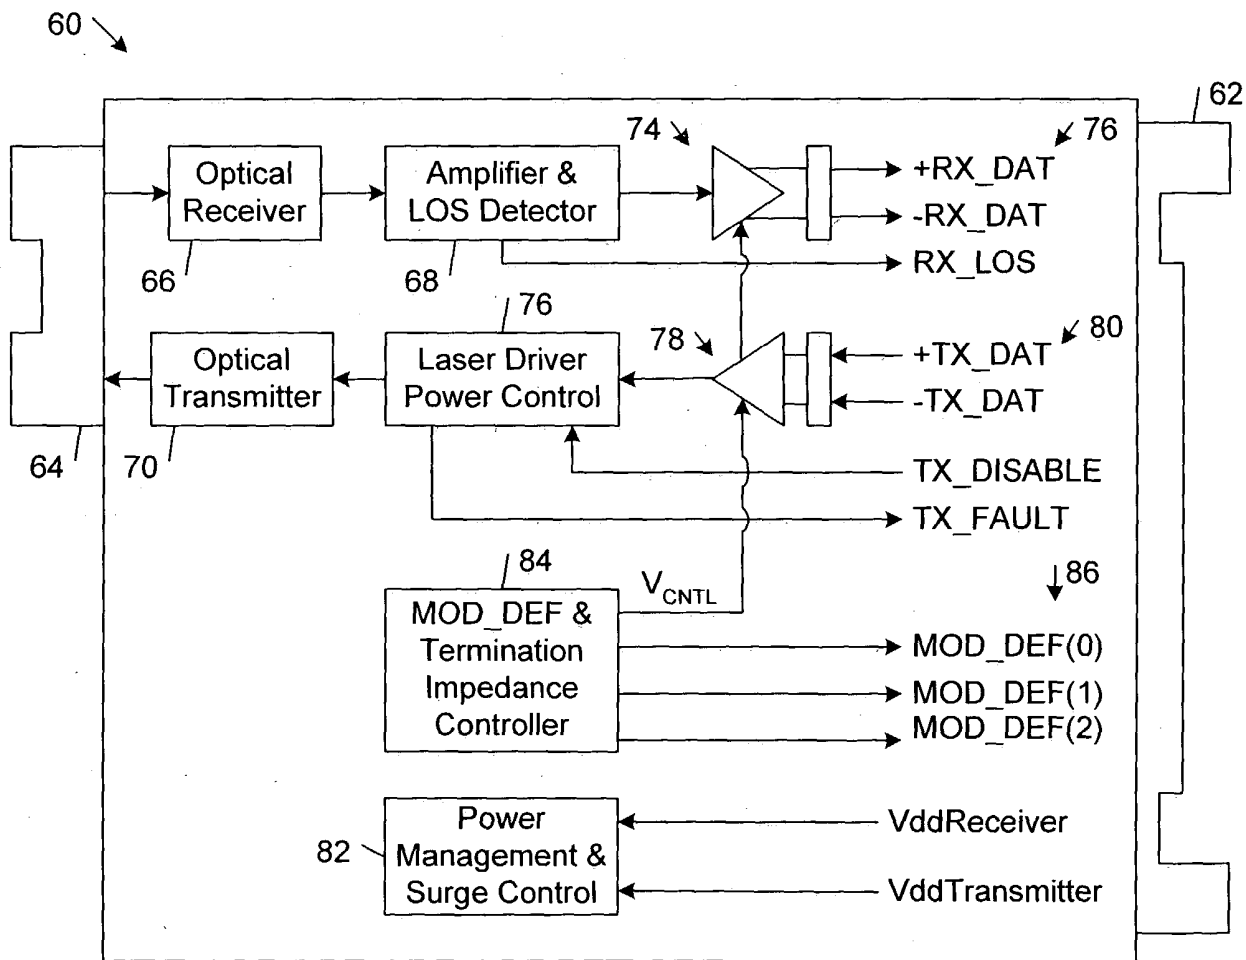 60
62
74
76
Optical
Receiver
Amplifier &
LOS Detector
+RX_DAT
-RX_DAT
RX_LOS
66
68
76
78
80
Optical
Transmitter
Laser Driver
Power Control
+TX_DAT
-TX_DAT
64
70
TX_DISABLE
TX_FAULT
84
86
VCNTL
MOD_DEF &
Termination
Impedance
Controller
MOD_DEF(0)
MOD_DEF(1)
MOD_DEF(2)
82
Power
Management &
Surge Control
VddReceiver
VddTransmitter